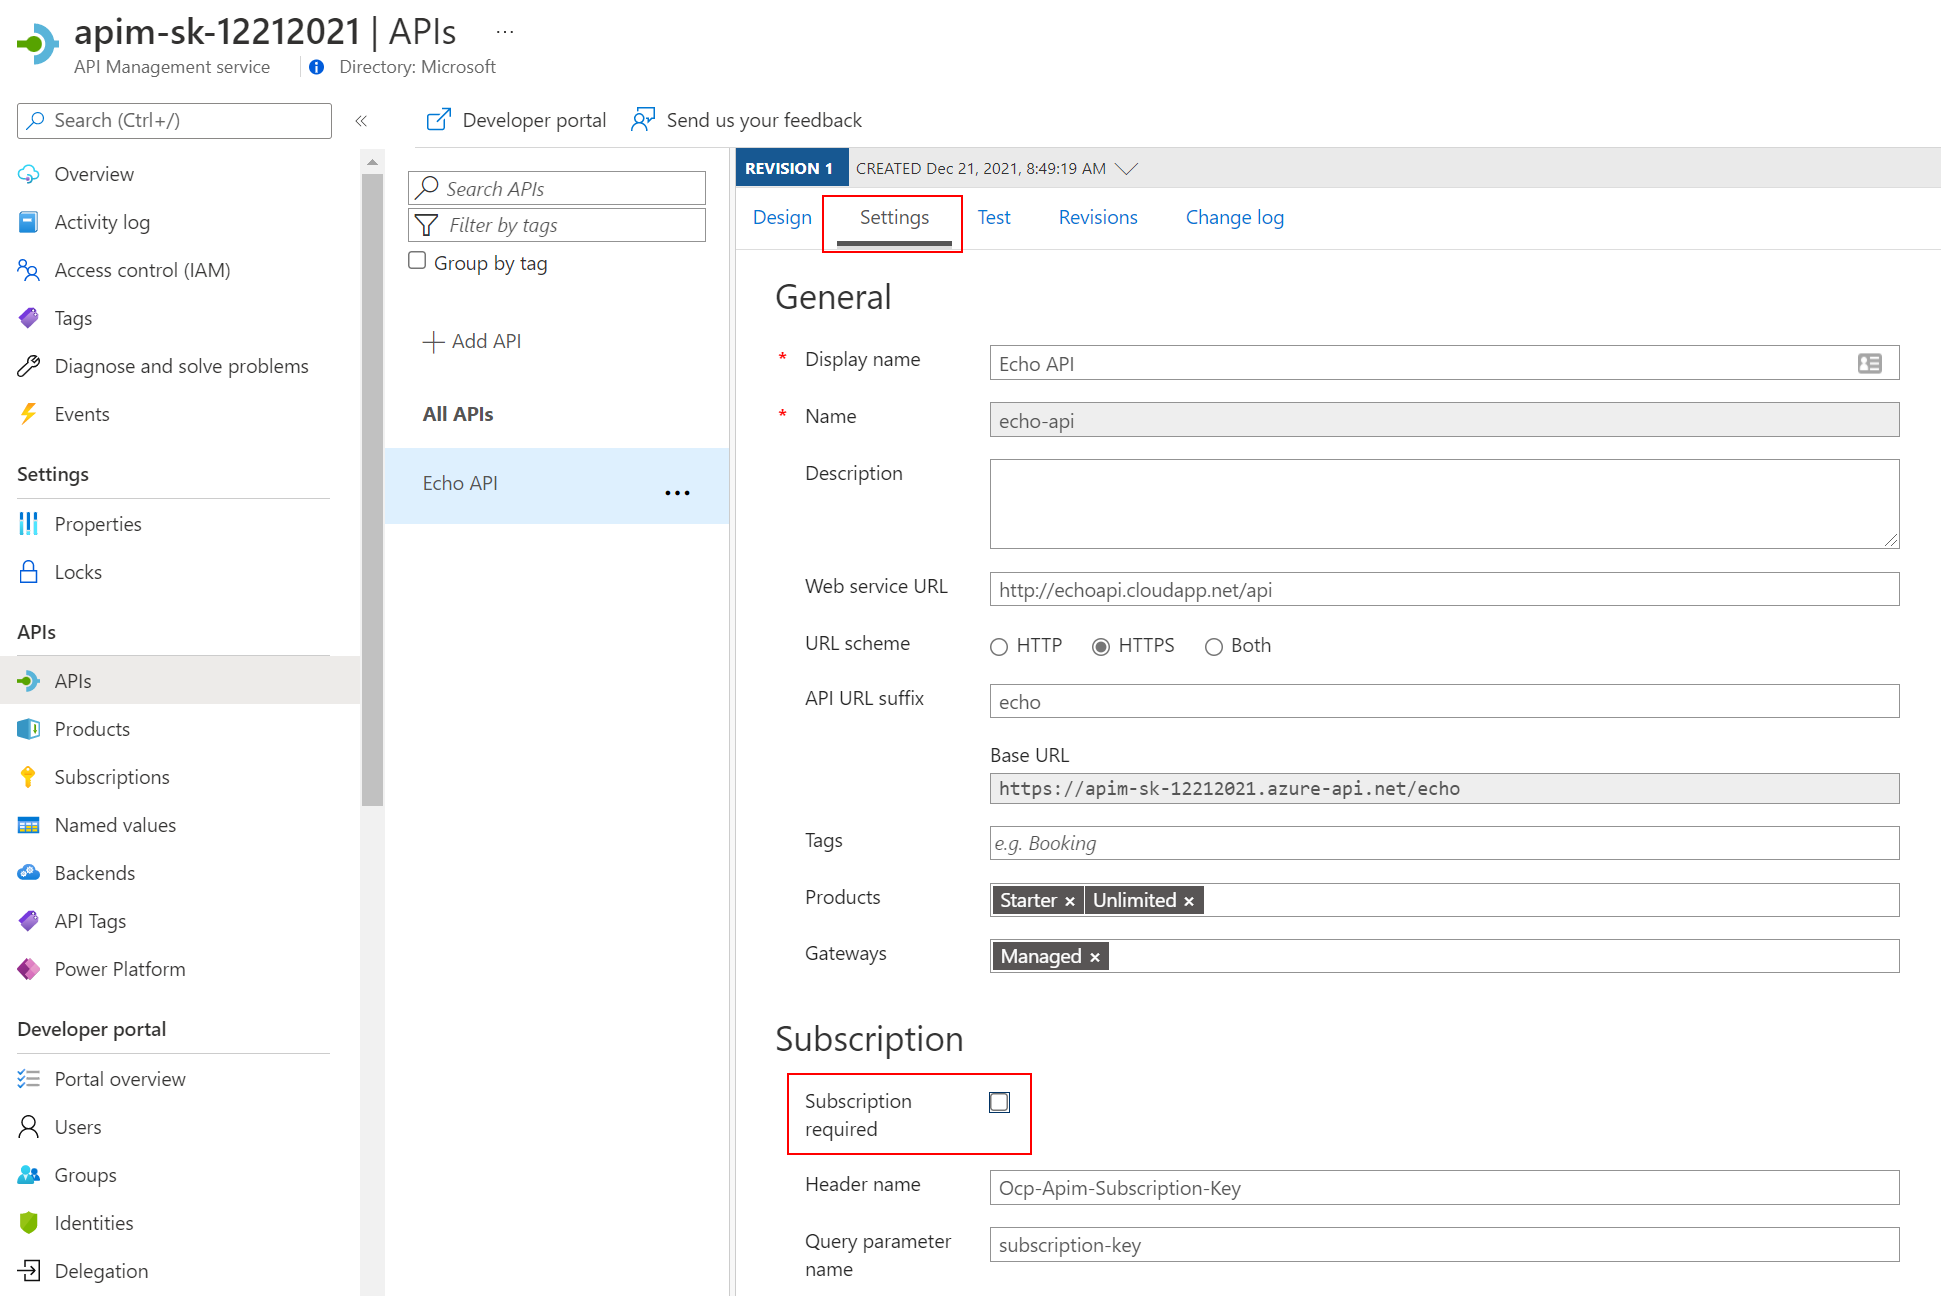 apim-sk-12212021 | APIs ...
API Management service
Directory: Microsoft
Search (Ctrl+/)
«
Overview
Activity log
Access control (IAM)
Tags
Diagnose and solve problems
Events
Settings
Properties
Locks
APIs
APIs
Products
Subscriptions
Named values
Backends
API Tags
Power Platform
Developer portal
Portal overview
Users
Groups
Identities
Delegation
Developer portal
Send us your feedback
Search APIs
Filter by tags
Group by tag
Add API
All APIs
Echo API
...
REVISION 1
CREATED Dec 21, 2021, 8:49:19 AM
Design
Settings
Test
Revisions
Change log
General
* Display name
Echo API
* Name
echo-api
Description
Web service URL
http://echoapi.cloudapp.net/api
URL scheme
HTTP
HTTPS
Both
API URL suffix
echo
Base URL
https://apim-sk-12212021.azure-api.net/echo
Tags
e.g. Booking
Products
Starter ×
Unlimited ×
Gateways
Managed ×
Subscription
Subscription
required
Header name
Ocp-Apim-Subscription-Key
Query parameter
name
subscription-key